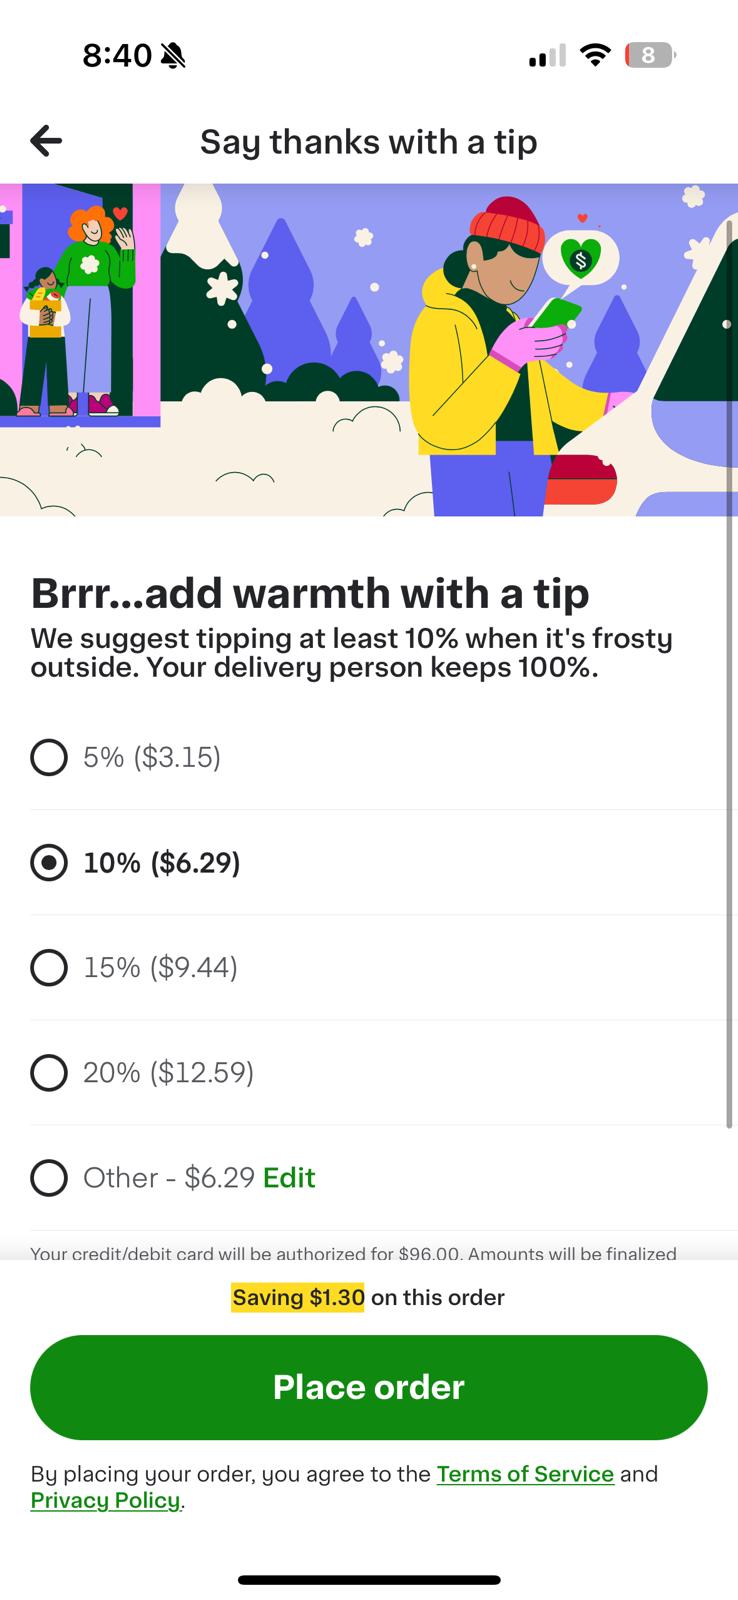 8:40
8
Say thanks with a tip
$
Brrr...add warmth with a tip
We suggest tipping at least 10% when it's frosty
outside. Your delivery person keeps 100%.
5% ($3.15)
10% ($6.29)
15% ($9.44)
20% ($12.59)
Other - $6.29 Edit
Your credit/debit card will be authorized for $96.00. Amounts will be finalized
Saving $1.30 on this order
Place order
By placing your order, you agree to the Terms of Service and
Privacy Policy.